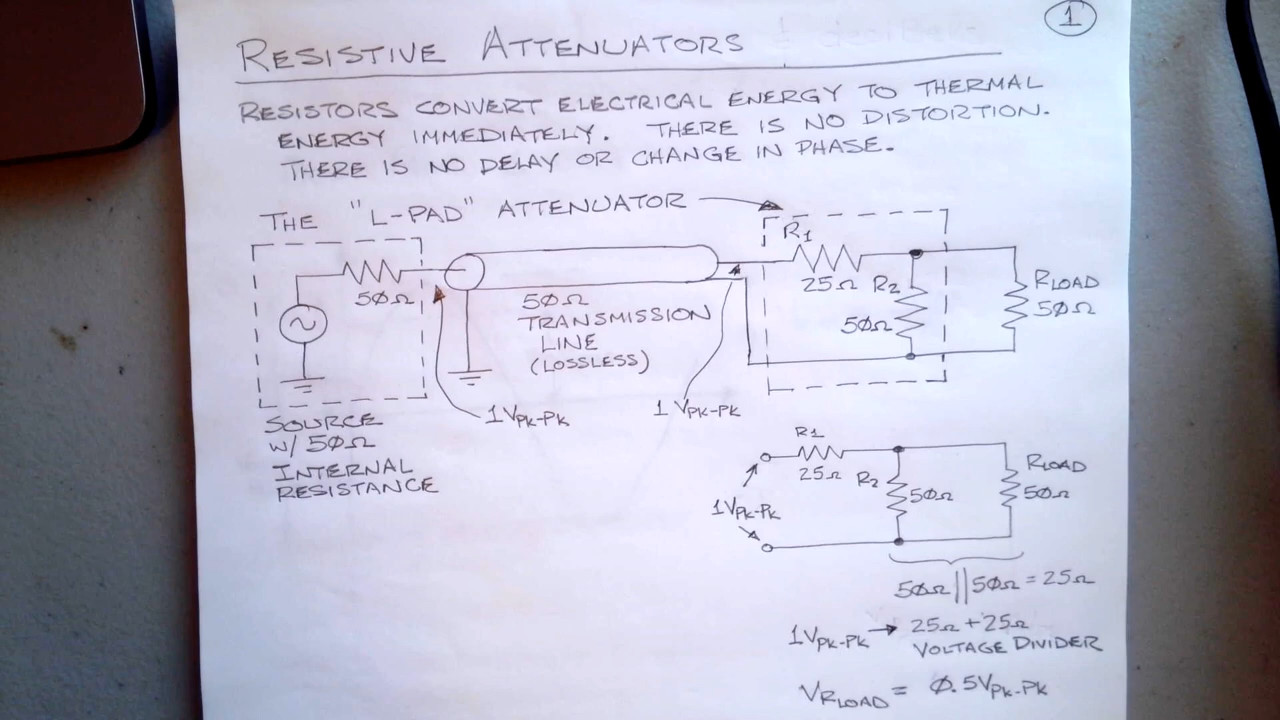 1
RESISTIVE ATTENUATORS
RESISTORS CONVERT ELECTRICAL ENERGY TO THERMAL
ENERGY IMMEDIATELY. THERE IS NO DISTORTION.
THERE IS NO DELAY OR CHANGE IN PHASE.
THE "L-PAD" ATTENUATOR
50Ω
50Ω
TRANSMISSION
LINE
(LOSSLESS)
R1
25Ω
R2
50Ω
RLOAD
50Ω
1VPK-PK
1VPK-PK
SOURCE
W/ 50Ω
INTERNAL
RESISTANCE
R1
25Ω
R2
50Ω
RLOAD
50Ω
1VPK-PK
50Ω||50Ω = 25Ω
1VPK-PK → 25Ω + 25Ω
VOLTAGE DIVIDER
VRLOAD = 0.5VPK-PK